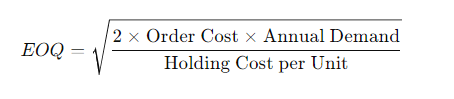 EOQ = √(2 × Order Cost × Annual Demand / Holding Cost per Unit)